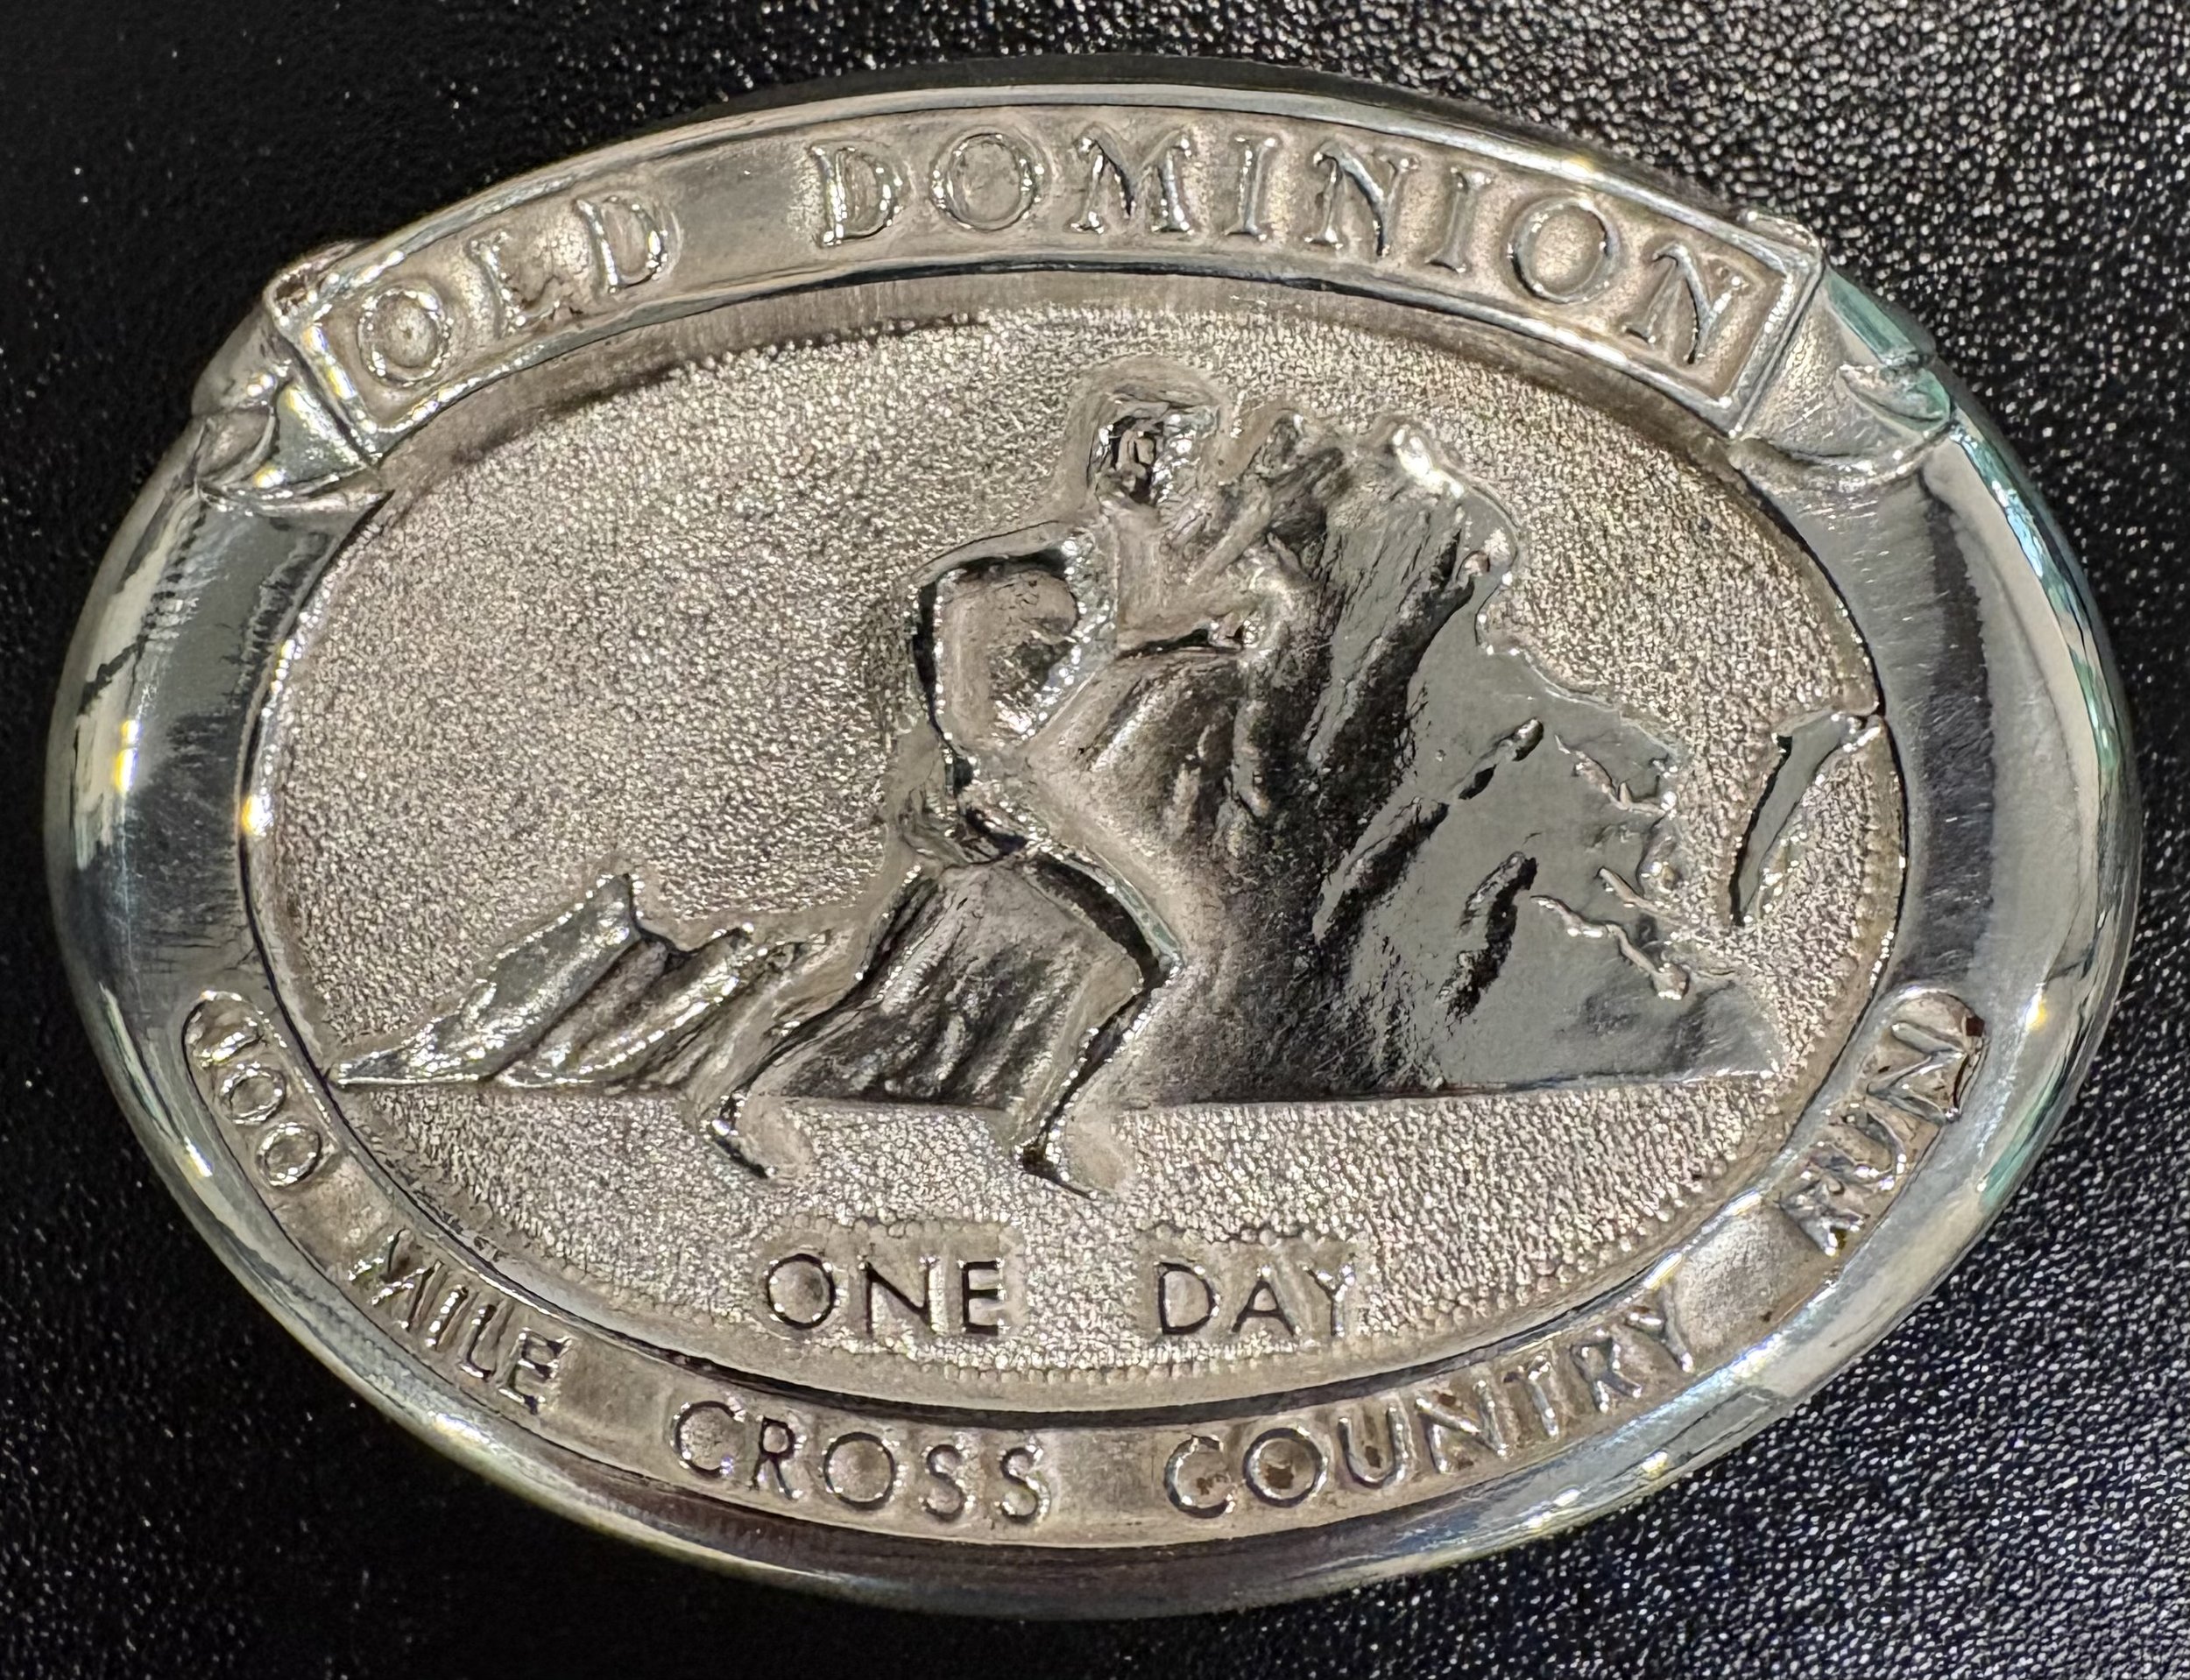 OLD DOMINION
ONE DAY
100 MILE CROSS COUNTRY RUN